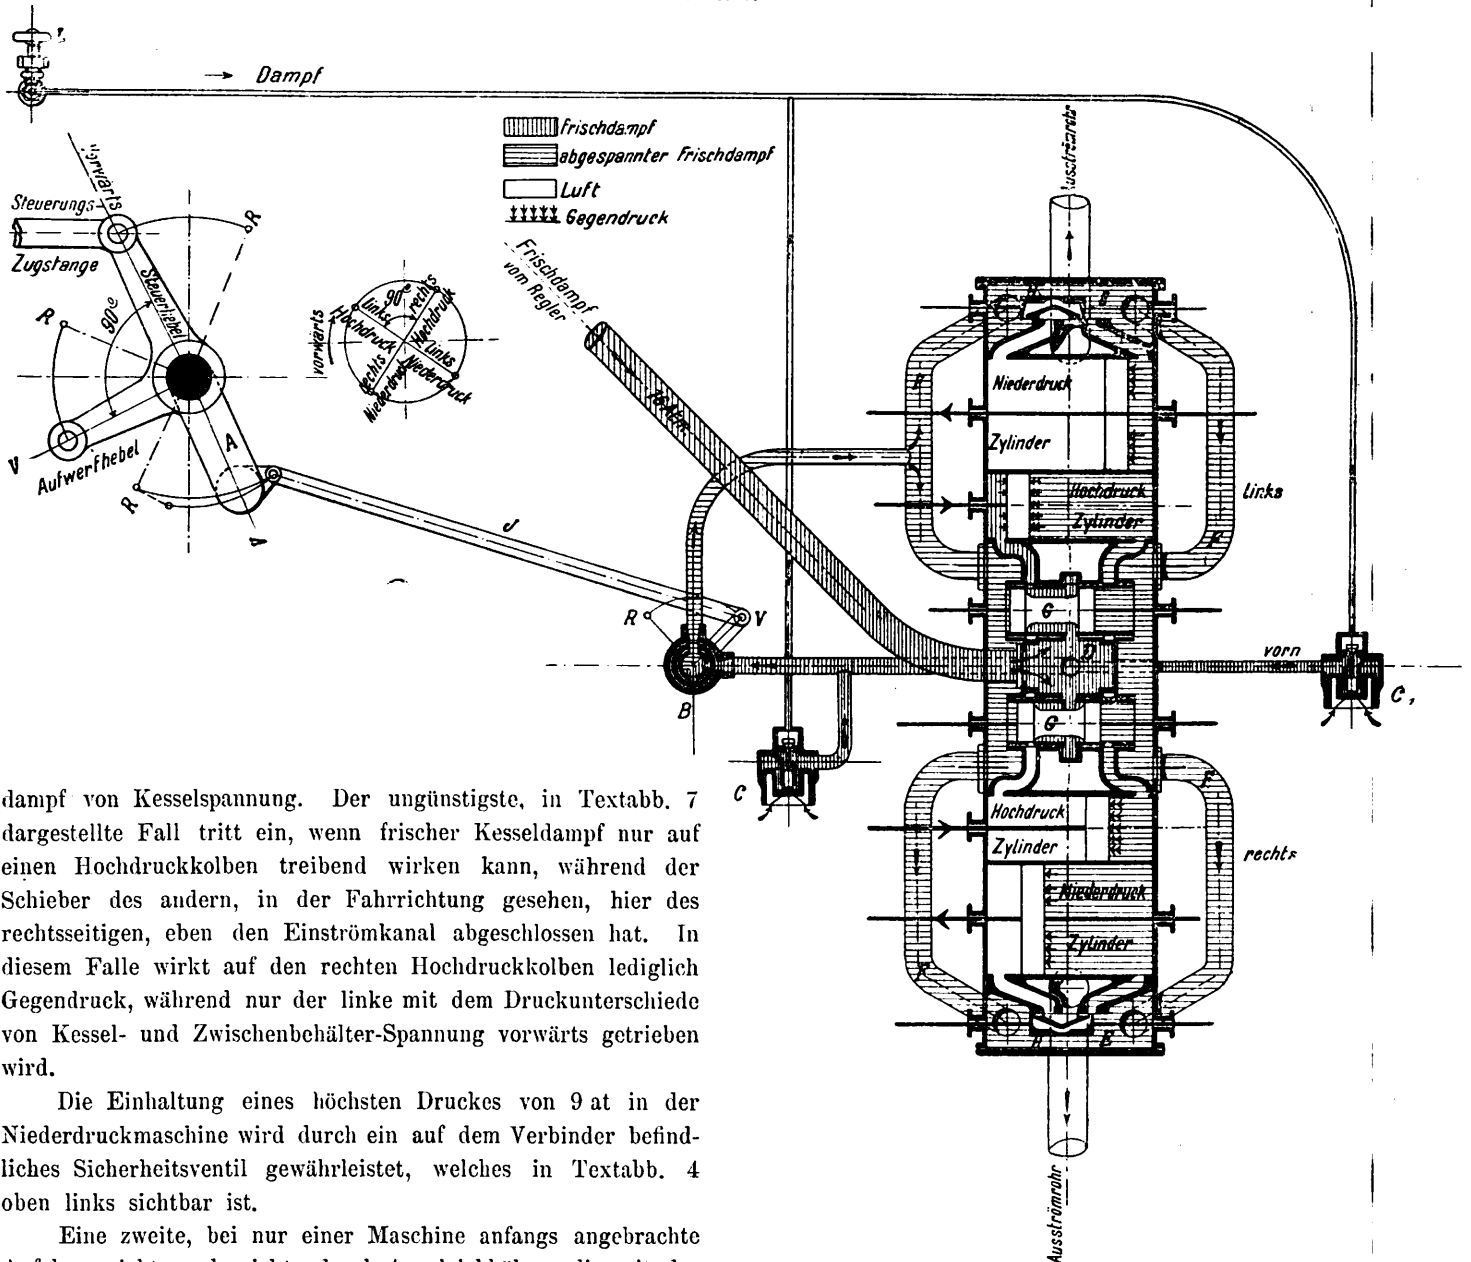 Dampf
Frischdampf
abgespannter Frischdampf
Luft
Gegendruck
Ausströmrohr
vorwärts
Steuerungs-
Zugstange
Steuerhebel
R
90°
R
Aufwerfhebel
V
A
R
A
J
vorwärts
90°
links
Hochdruck
rechts
Hochdruck
Links
Niederdruck
rechts
Niederdruck
Frischdampf
vom Regler
R
V
B
C
H
F
Niederdruck
Zylinder
Hochdruck
Zylinder
links
F
G
D
G
vorn
C₁
F
Hochdruck
Zylinder
rechts
Niederdruck
Zylinder
F
H
E
Ausströmrohr
dampf von Kesselspannung. Der ungünstigste, in Textabb. 7
dargestellte Fall tritt ein, wenn frischer Kesseldampf nur auf
einen Hochdruckkolben treibend wirken kann, während der
Schieber des andern, in der Fahrrichtung gesehen, hier des
rechtsseitigen, eben den Einströmkanal abgeschlossen hat. In
diesem Falle wirkt auf den rechten Hochdruckkolben lediglich
Gegendruck, während nur der linke mit dem Druckunterschiede
von Kessel- und Zwischenbehälter-Spannung vorwärts getrieben
wird.
Die Einhaltung eines höchsten Druckes von 9 at in der
Niederdruckmaschine wird durch ein auf dem Verbinder befind-
liches Sicherheitsventil gewährleistet, welches in Textabb. 4
oben links sichtbar ist.
Eine zweite, bei nur einer Maschine anfangs angebrachte